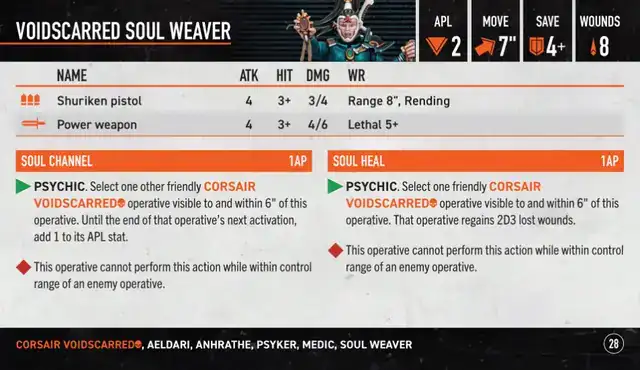 VOIDSCARRED SOUL WEAVER
APL 2
MOVE 7"
SAVE 4+
WOUNDS 8
NAME ATK HIT DMG WR
Shuriken pistol 4 3+ 3/4 Range 8", Rending
Power weapon 4 3+ 4/6 Lethal 5+
SOUL CHANNEL 1AP
PSYCHIC. Select one other friendly CORSAIR
VOIDSCARRED operative visible to and within 6" of this
operative. Until the end of that operative's next activation,
add 1 to its APL stat.
This operative cannot perform this action while within control
range of an enemy operative.
SOUL HEAL 1AP
PSYCHIC. Select one friendly CORSAIR
VOIDSCARRED operative visible to and within 6" of this
operative. That operative regains 2D3 lost wounds.
This operative cannot perform this action while within control
range of an enemy operative.
CORSAIR VOIDSCARRED, AELDARI, ANHRATHE, PSYKER, MEDIC, SOUL WEAVER
28